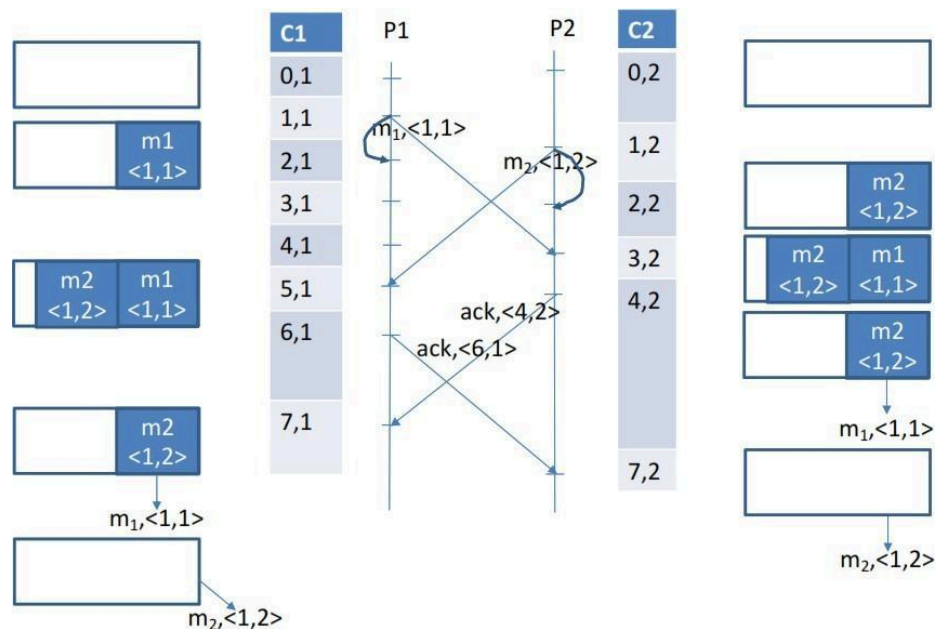 C1
P1
P2
C2
0,1
0,2
m1
<1,1>
1,1
m₁,<1,1>
1,2
2,1
m₂,<1,2>
m2
<1,2>
3,1
2,2
4,1
3,2
m2
<1,2>
m1
<1,1>
m2
<1,2>
m1
<1,1>
5,1
4,2
ack,<4,2>
6,1
ack,<6,1>
m2
<1,2>
m₁,<1,1>
7,1
m2
<1,2>
7,2
m₁,<1,1>
m₂,<1,2>
m₂,<1,2>